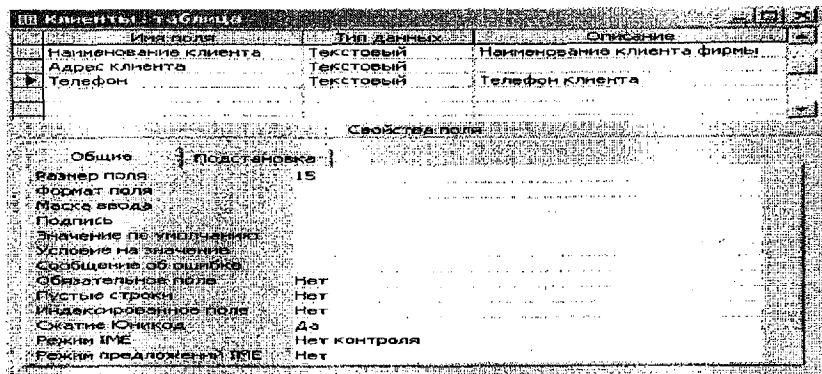 Клиенты : таблица
Имя поля Тип данных Описание
Наименование клиента Текстовый Наименование клиента фирмы
Адрес клиента Текстовый
Телефон Текстовый Телефон клиента
Свойства поля
Общие Подстановка
Размер поля 15
Формат поля
Маска ввода
Подпись
Значение по умолчанию
Условие на значение
Сообщение об ошибке
Обязательное поле Нет
Пустые строки Нет
Индексированное поле Нет
Сжатие Юникод Да
Режим IME Нет контроля
Режим предложений IME Нет